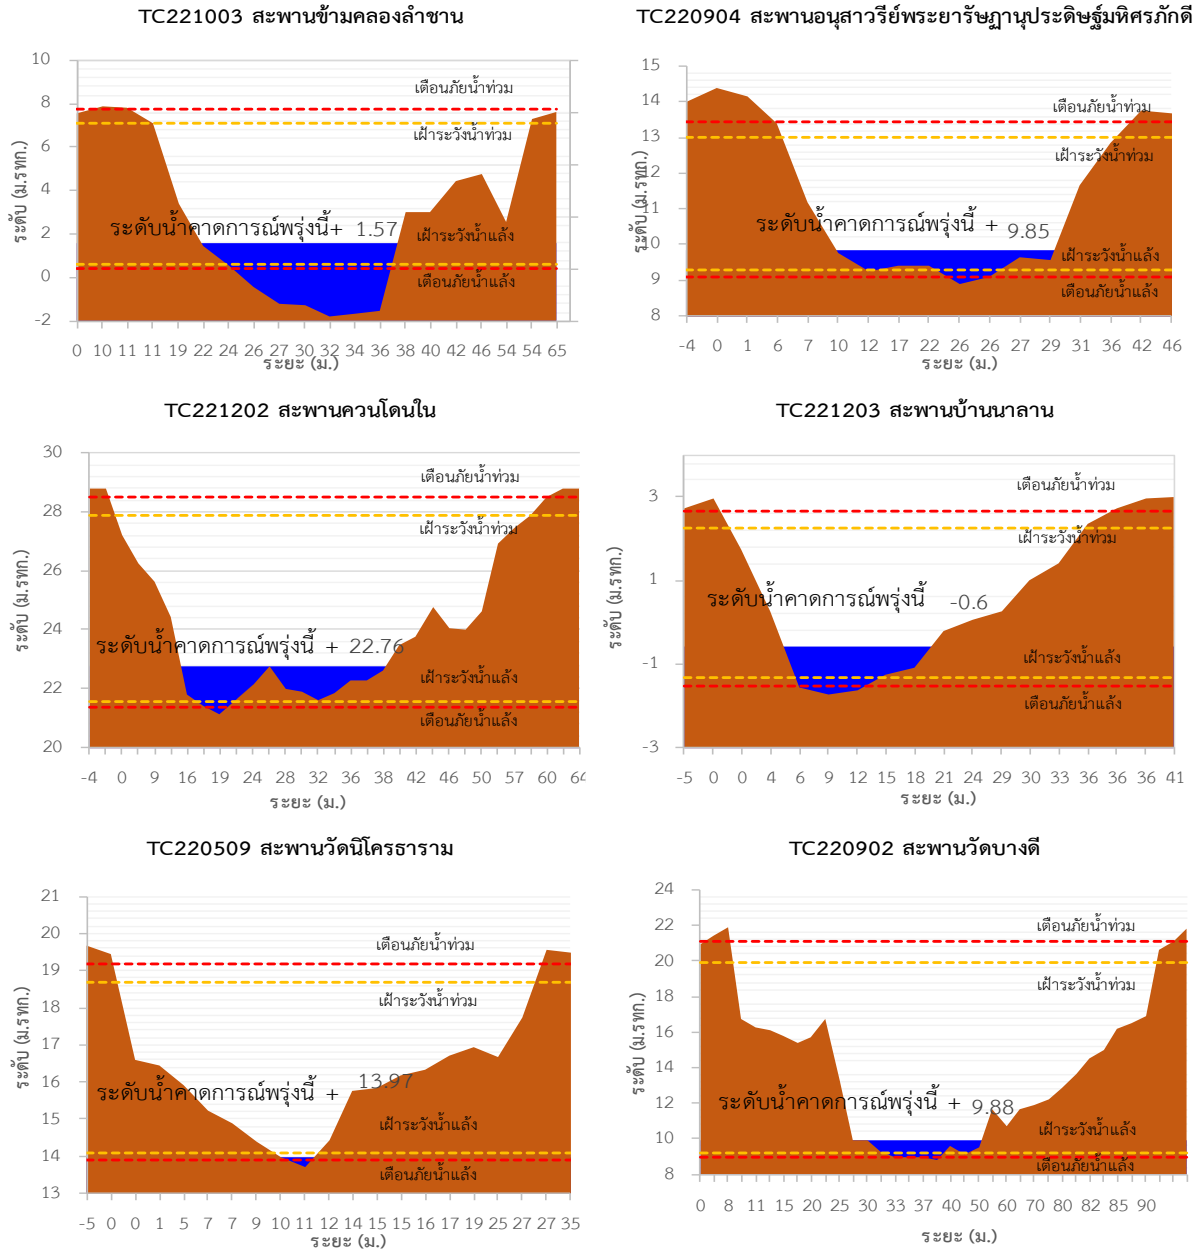 TC221003 สะพานข้ามคลองลำชาน
ระดับ (ม.รทก.)
10
8
6
4
2
0
-2
เตือนภัยน้ำท่วม
เฝ้าระวังน้ำท่วม
ระดับน้ำคาดการณ์พรุ่งนี้+ 1.57
เฝ้าระวังน้ำแล้ง
เตือนภัยน้ำแล้ง
0 10 11 11 19 22 24 26 27 30 32 34 36 38 40 42 46 54 54 65
ระยะ (ม.)
TC220904 สะพานอนุสาวรีย์พระยารัษฏานุประดิษฐ์มหิศรภักดี
ระดับ (ม.รทก.)
15
14
13
12
11
10
9
8
เตือนภัยน้ำท่วม
เฝ้าระวังน้ำท่วม
ระดับน้ำคาดการณ์พรุ่งนี้ + 9.85
เฝ้าระวังน้ำแล้ง
เตือนภัยน้ำแล้ง
-4 0 1 6 7 10 12 17 22 26 26 27 29 31 36 42 46
ระยะ (ม.)
TC221202 สะพานควนโดนใน
ระดับ (ม.รทก.)
30
28
26
24
22
20
เตือนภัยน้ำท่วม
เฝ้าระวังน้ำท่วม
ระดับน้ำคาดการณ์พรุ่งนี้ + 22.76
เฝ้าระวังน้ำแล้ง
เตือนภัยน้ำแล้ง
-4 0 9 16 19 24 28 32 36 38 42 46 50 57 60 64
ระยะ (ม.)
TC221203 สะพานบ้านนาลาน
ระดับ (ม.รทก.)
3
1
-1
-3
เตือนภัยน้ำท่วม
เฝ้าระวังน้ำท่วม
ระดับน้ำคาดการณ์พรุ่งนี้ -0.6
เฝ้าระวังน้ำแล้ง
เตือนภัยน้ำแล้ง
-5 0 0 4 6 9 12 15 18 21 24 29 30 33 36 36 36 41
ระยะ (ม.)
TC220509 สะพานวัดนิโครธาราม
ระดับ (ม.รทก.)
21
20
19
18
17
16
15
14
13
เตือนภัยน้ำท่วม
เฝ้าระวังน้ำท่วม
ระดับน้ำคาดการณ์พรุ่งนี้ + 13.97
เฝ้าระวังน้ำแล้ง
เตือนภัยน้ำแล้ง
-5 0 0 1 5 7 7 9 10 11 12 14 15 16 17 19 25 27 27 35
ระยะ (ม.)
TC220902 สะพานวัดบางดี
ระดับ (ม.รทก.)
24
22
20
18
16
14
12
10
8
เตือนภัยน้ำท่วม
เฝ้าระวังน้ำท่วม
ระดับน้ำคาดการณ์พรุ่งนี้ + 9.88
เฝ้าระวังน้ำแล้ง
เตือนภัยน้ำแล้ง
0 8 11 15 20 25 30 33 37 40 50 60 70 80 82 85 90
ระยะ (ม.)